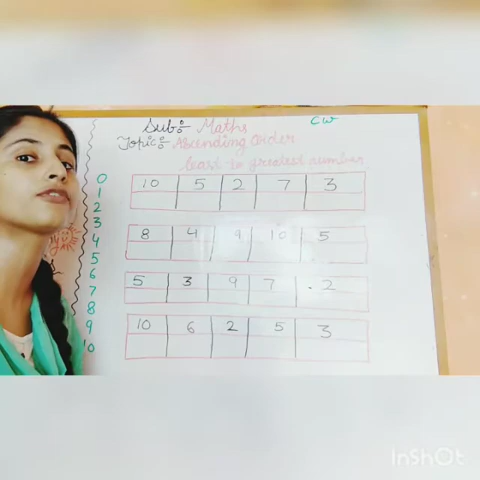 Sub:- Maths
CW
Topic:- Ascending Order
least to greatest number
0
1
2
3
4
5
6
7
8
9
10
10 5 2 7 3
8 4 9 10 5
5 3 9 7 . 2
10 6 2 5 3
InShOt